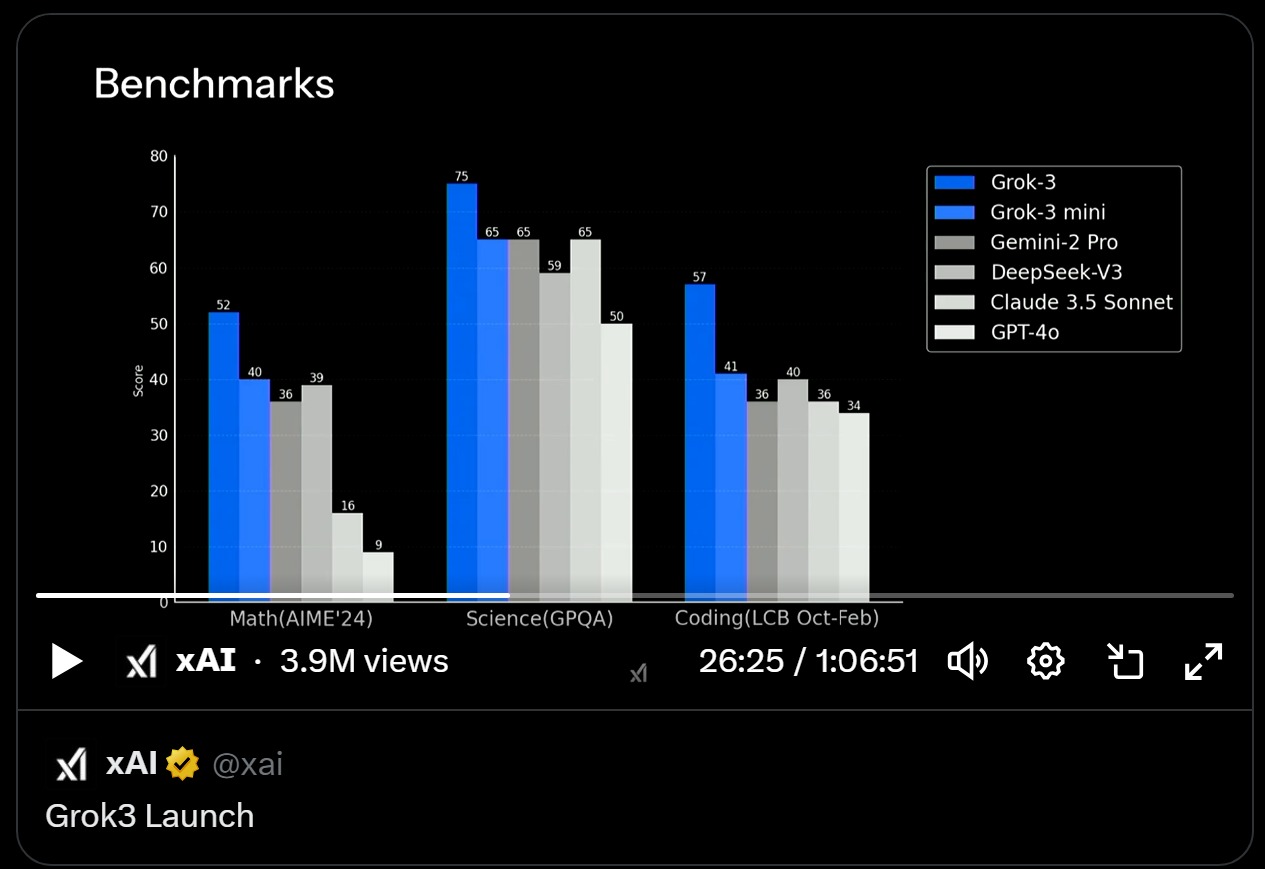 Benchmarks
80
70
60
50
40
30
20
10
0
Score
52
40
36
39
16
9
75
65
65
59
65
50
57
41
36
40
36
34
Math(AIME'24)
Science(GPQA)
Coding(LCB Oct-Feb)
Grok-3
Grok-3 mini
Gemini-2 Pro
DeepSeek-V3
Claude 3.5 Sonnet
GPT-4o
xAI · 3.9M views
xI
26:25 / 1:06:51
xAI @xai
Grok3 Launch